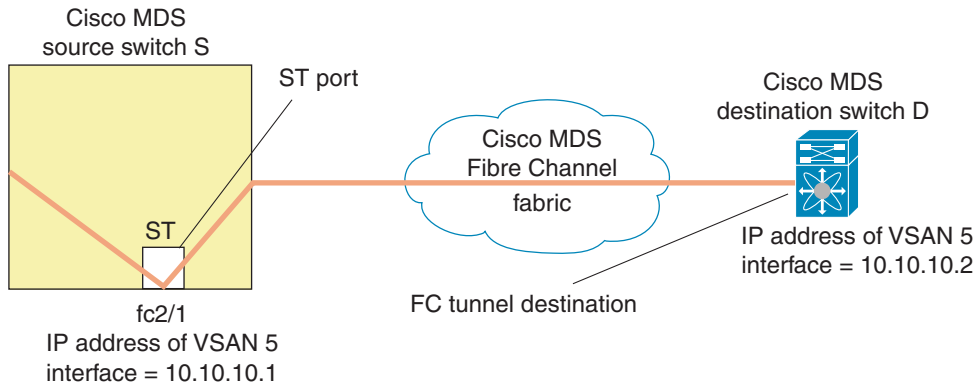 Cisco MDS
source switch S
ST port
ST
fc2/1
IP address of VSAN 5
interface = 10.10.10.1
Cisco MDS
Fibre Channel
fabric
FC tunnel destination
Cisco MDS
destination switch D
IP address of VSAN 5
interface = 10.10.10.2